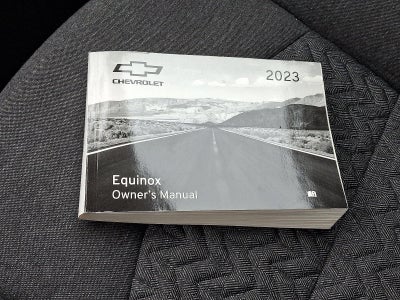 CHEVROLET
2023
Equinox
Owner's Manual